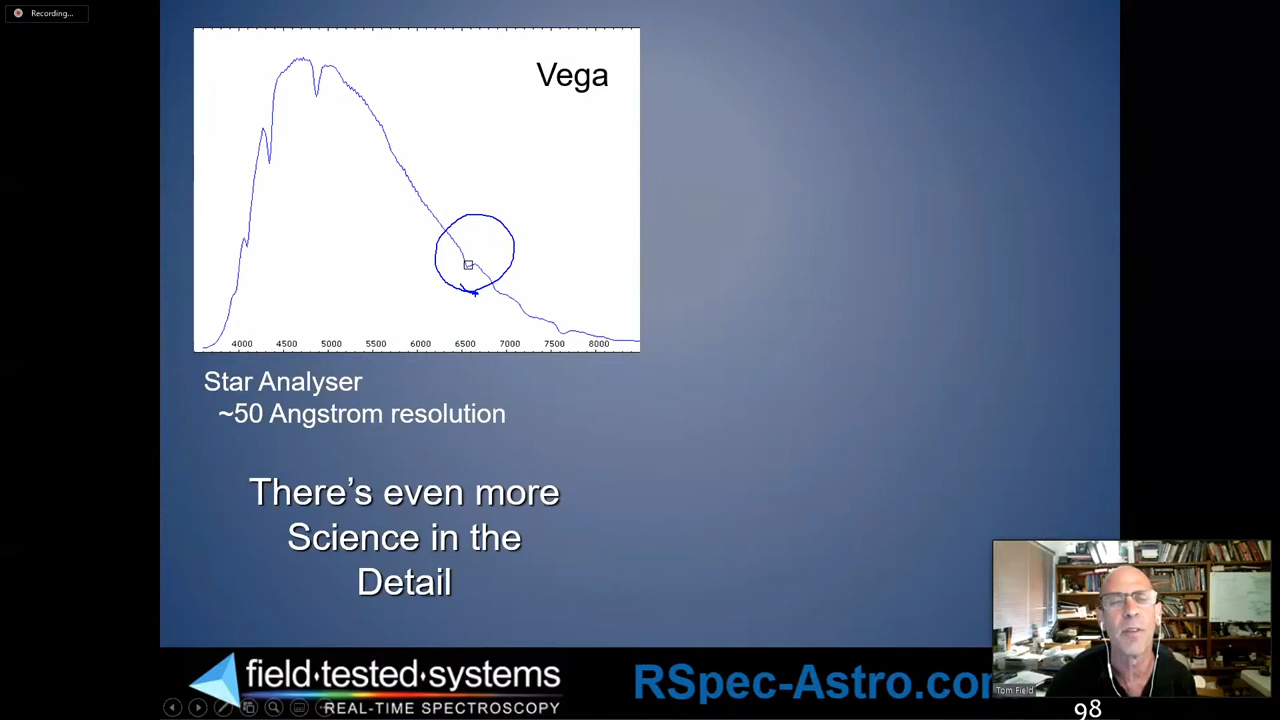 Recording...
Vega
4000 4500 5000 5500 6000 6500 7000 7500 8000
Star Analyser
~50 Angstrom resolution
There's even more
Science in the
Detail
field·tested·systems
REAL-TIME SPECTROSCOPY
RSpec-Astro.com
Tom Field
98